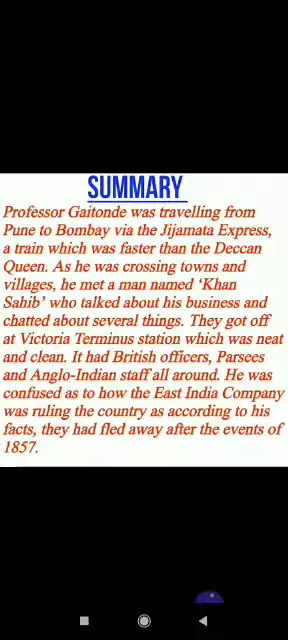 SUMMARY
Professor Gaitonde was travelling from
Pune to Bombay via the Jijamata Express,
a train which was faster than the Deccan
Queen. As he was crossing towns and
villages, he met a man named ‘Khan
Sahib’ who talked about his business and
chatted about several things. They got off
at Victoria Terminus station which was neat
and clean. It had British officers, Parsees
and Anglo-Indian staff all around. He was
confused as to how the East India Company
was ruling the country as according to his
facts, they had fled away after the events of
1857.